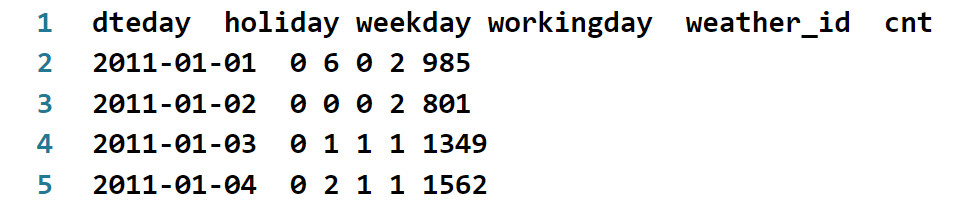 1 dteday holiday weekday workingday weather_id cnt
2 2011-01-01 0 6 0 2 985
3 2011-01-02 0 0 0 2 801
4 2011-01-03 0 1 1 1 1349
5 2011-01-04 0 2 1 1 1562